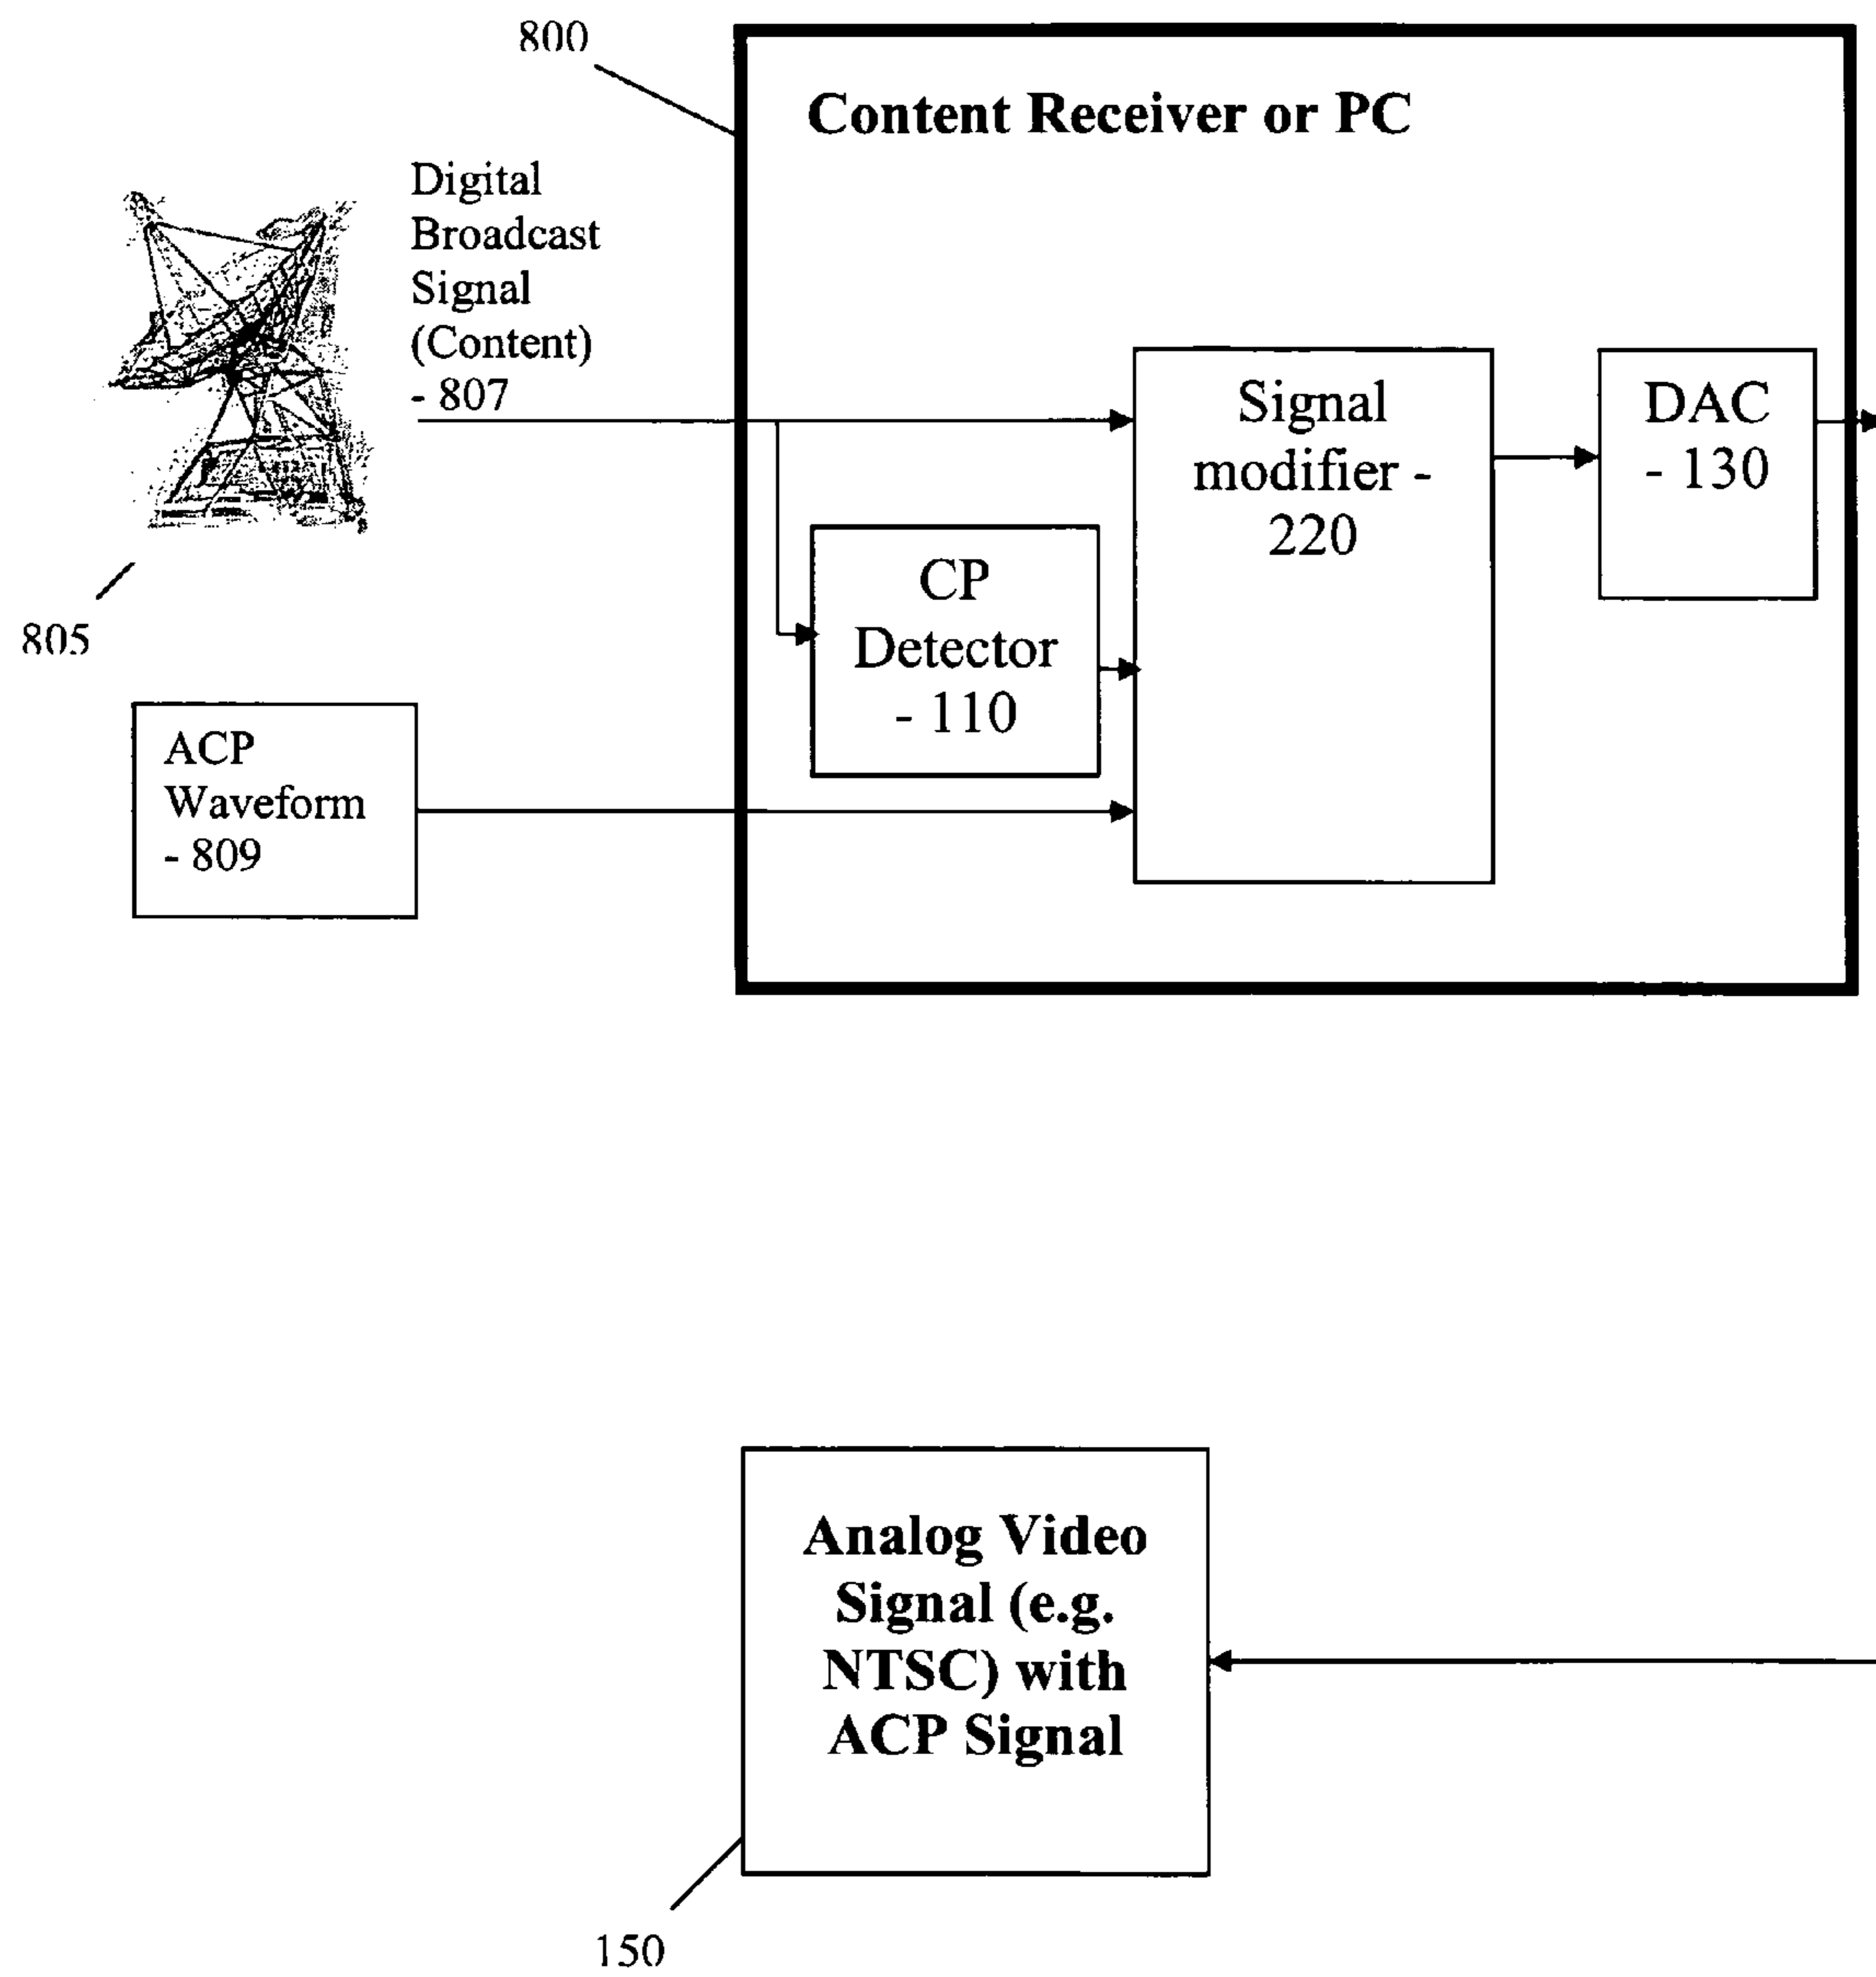 800
Content Receiver or PC
Digital
Broadcast
Signal
(Content)
- 807
Signal
modifier -
220
DAC
- 130
CP
Detector
- 110
805
ACP
Waveform
- 809
Analog Video
Signal (e.g.
NTSC) with
ACP Signal
150